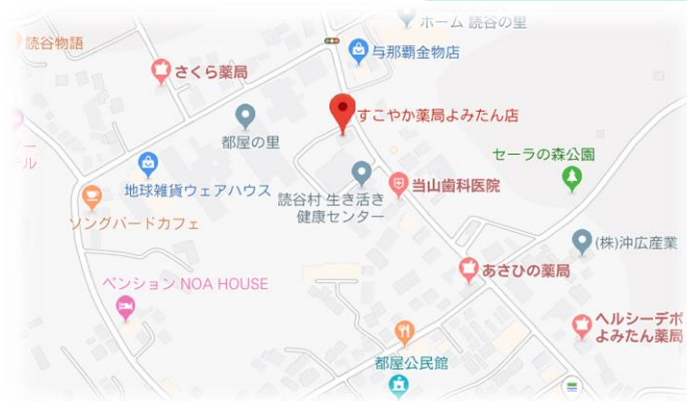 ホーム 読谷の里
読谷物語
与那覇金物店
さくら薬局
すこやか薬局よみたん店
都屋の里
セーラの森公園
地球雑貨ウェアハウス
読谷村 生き活き
健康センター
当山歯科医院
ソングバードカフェ
(株)沖広産業
あさひの薬局
ペンション NOA HOUSE
ヘルシーデポ
よみたん薬局
都屋公民館